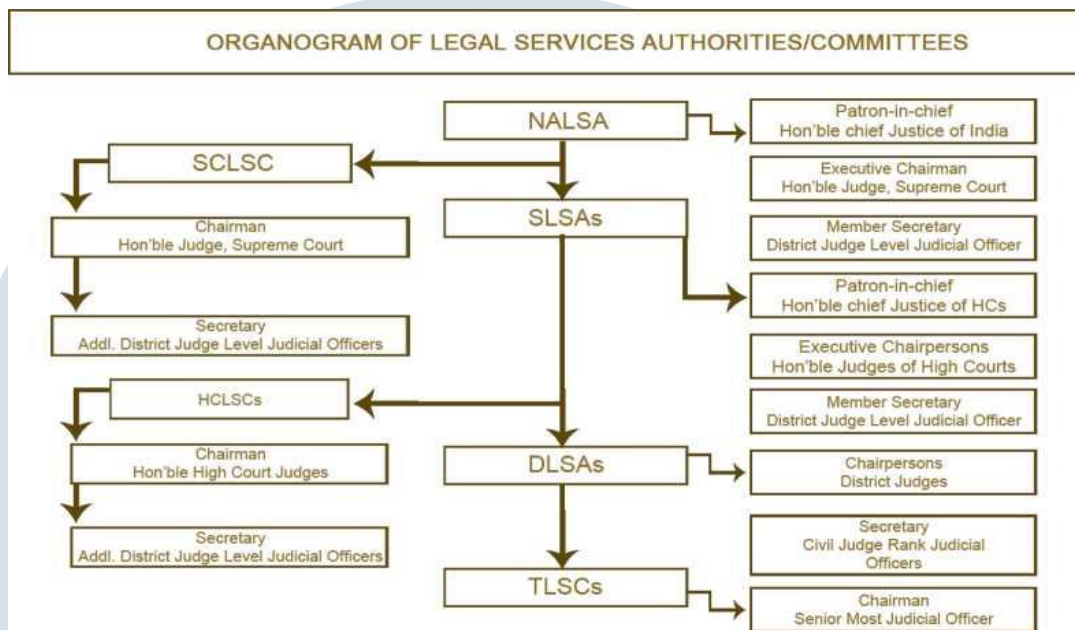 ORGANOGRAM OF LEGAL SERVICES AUTHORITIES/COMMITTEES
NALSA
Patron-in-chief
Hon'ble chief Justice of India
SCLSC
Executive Chairman
Hon'ble Judge, Supreme Court
Chairman
Hon'ble Judge, Supreme Court
SLSAs
Member Secretary
District Judge Level Judicial Officer
Patron-in-chief
Hon'ble chief Justice of HCs
Secretary
Addl. District Judge Level Judicial Officers
Executive Chairpersons
Hon'ble Judges of High Courts
HCLSCs
Member Secretary
District Judge Level Judicial Officer
Chairman
Hon'ble High Court Judges
DLSAs
Chairpersons
District Judges
Secretary
Addl. District Judge Level Judicial Officers
Secretary
Civil Judge Rank Judicial
Officers
TLSCs
Chairman
Senior Most Judicial Officer